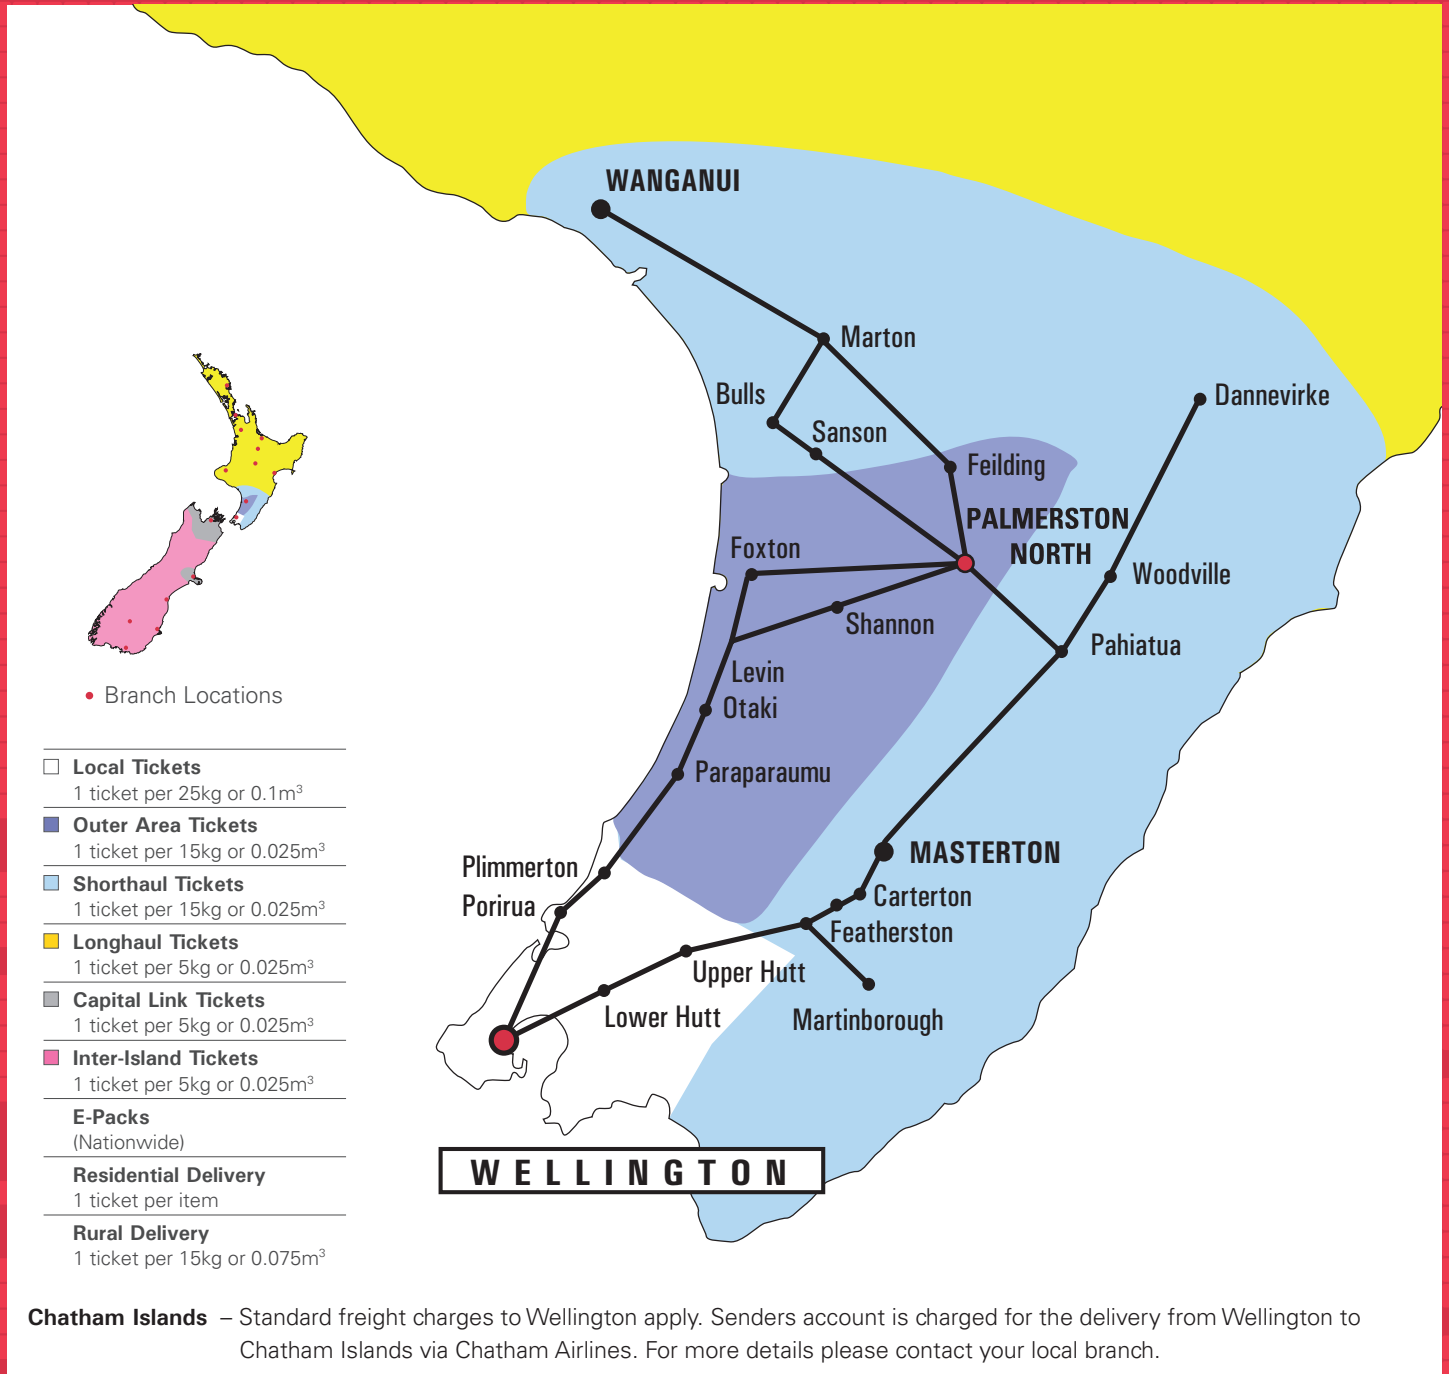 WANGANUI
Marton
Bulls
Dannevirke
Sanson
Feilding
PALMERSTON
NORTH
Foxton
Woodville
Shannon
Pahiatua
Levin
Otaki
Paraparaumu
Plimmerton
MASTERTON
Porirua
Carterton
Featherston
Upper Hutt
Lower Hutt
Martinborough
WELLINGTON
• Branch Locations
Local Tickets
1 ticket per 25kg or 0.1m³
Outer Area Tickets
1 ticket per 15kg or 0.025m³
Shorthaul Tickets
1 ticket per 15kg or 0.025m³
Longhaul Tickets
1 ticket per 5kg or 0.025m³
Capital Link Tickets
1 ticket per 5kg or 0.025m³
Inter-Island Tickets
1 ticket per 5kg or 0.025m³
E-Packs
(Nationwide)
Residential Delivery
1 ticket per item
Rural Delivery
1 ticket per 15kg or 0.075m³
Chatham Islands – Standard freight charges to Wellington apply. Senders account is charged for the delivery from Wellington to
Chatham Islands via Chatham Airlines. For more details please contact your local branch.